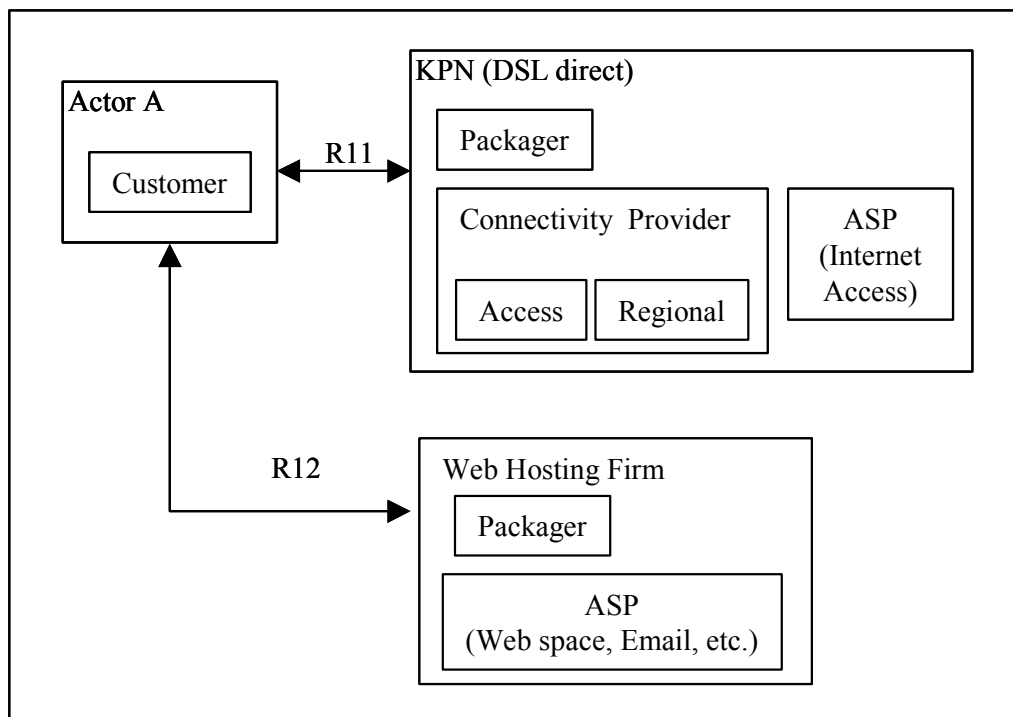 KPN (DSL direct)
Actor A
Packager
R11
Customer
Connectivity Provider
ASP
(Internet
Access)
Access
Regional
R12
Web Hosting Firm
Packager
ASP
(Web space, Email, etc.)